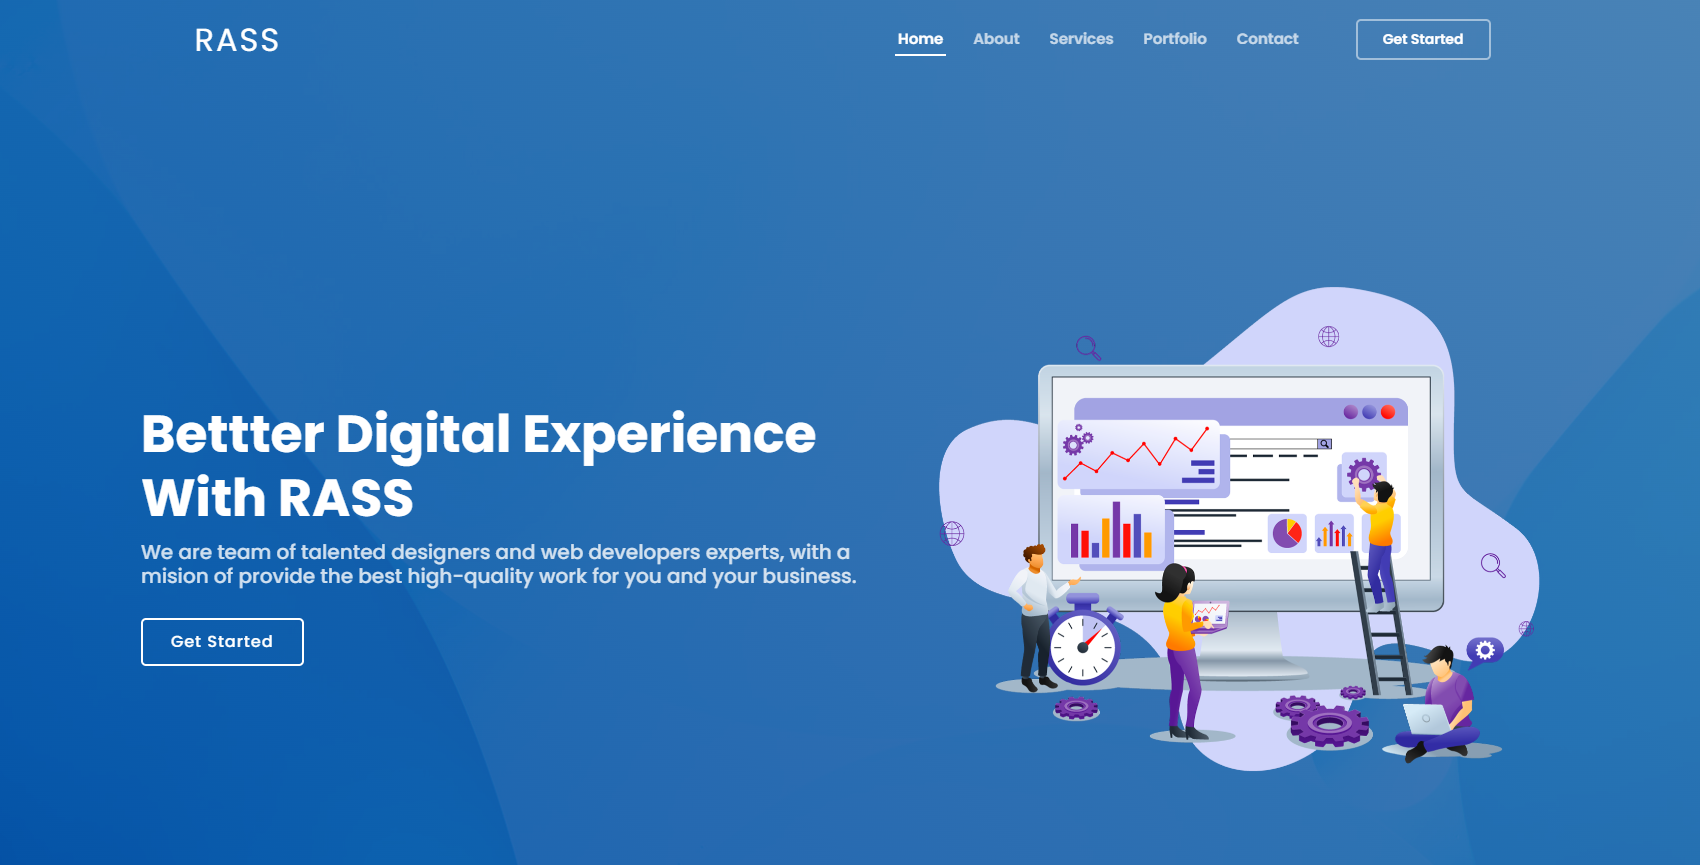 RASS
Home About Services Portfolio Contact Get Started
Bettter Digital Experience
With RASS
We are team of talented designers and web developers experts, with a
mision of provide the best high-quality work for you and your business.
Get Started